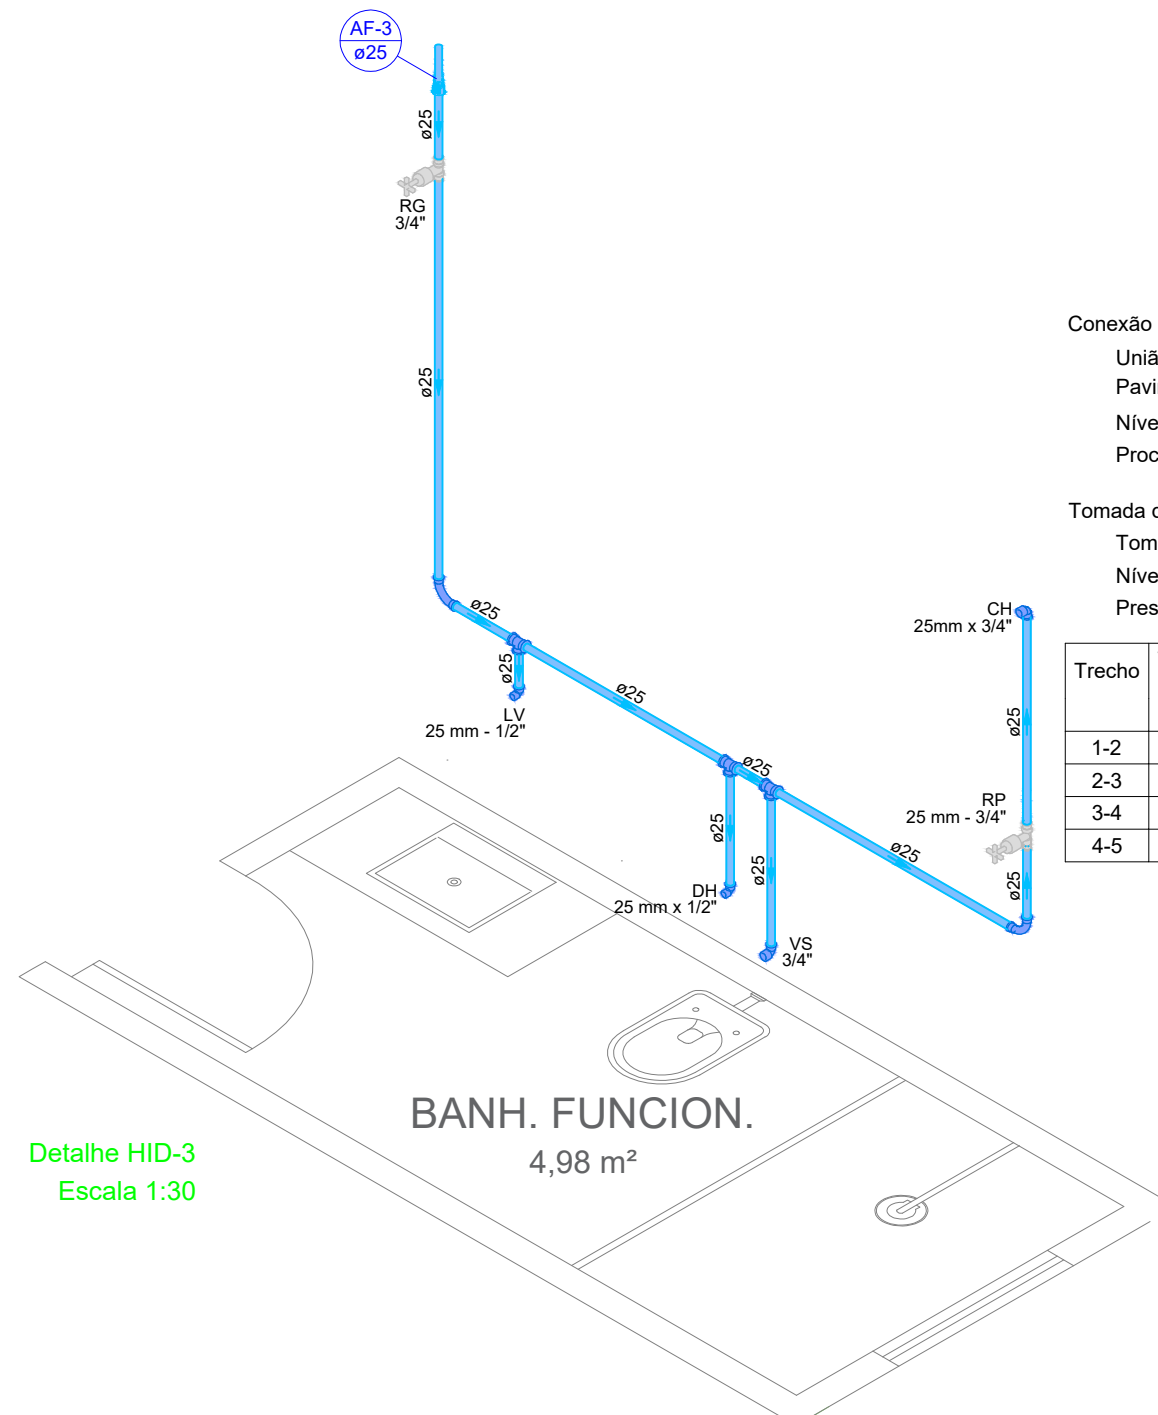 AF-3
ø25
ø25
RG
3/4"
ø25
ø25
ø25
LV
25 mm - 1/2"
ø25
ø25
ø25
DH
25 mm x 1/2"
ø25
VS
3/4"
ø25
CH
25mm x 3/4"
ø25
RP
25 mm - 3/4"
ø25
Conexão
Tomada
Trecho
1-2
2-3
3-4
4-5
BANH. FUNCION.
4,98 m²
Detalhe HID-3
Escala 1:30